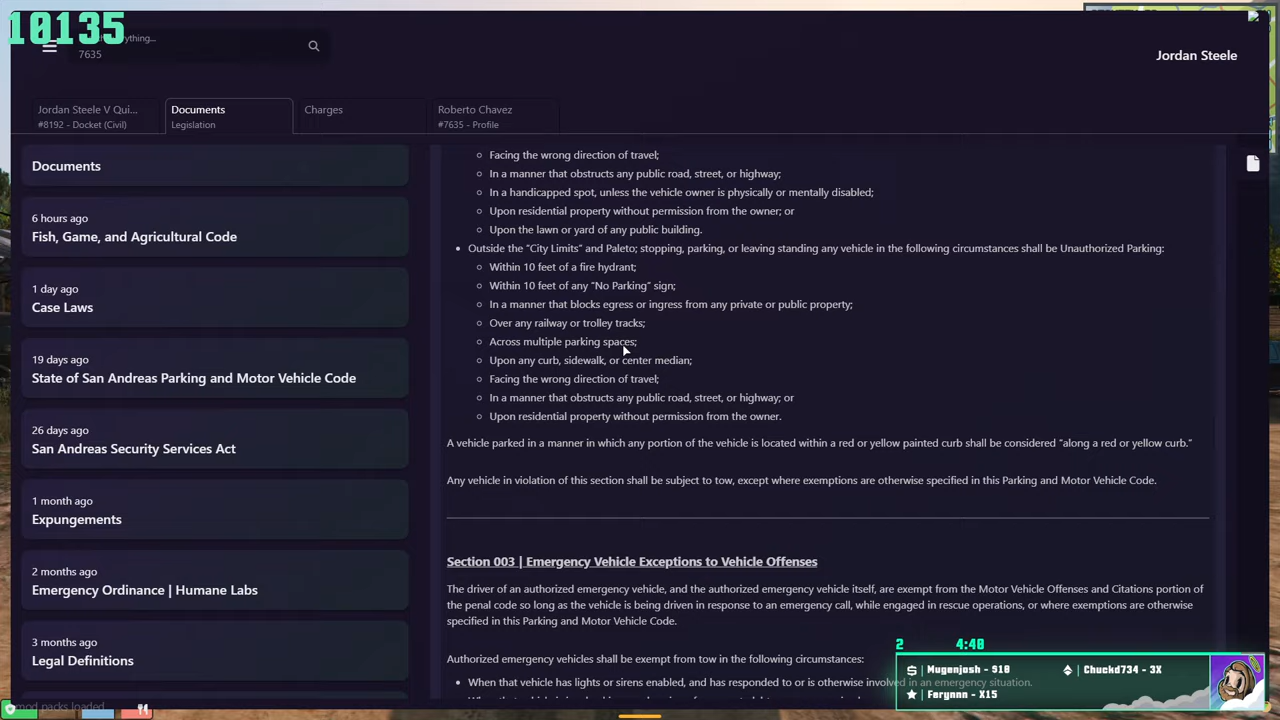 10135
ything...
7635
Jordan Steele
Jordan Steele V Qui...
#8192 - Docket (Civil)
Documents
Legislation
Charges
Roberto Chavez
#7635 - Profile
Documents
6 hours ago
Fish, Game, and Agricultural Code
1 day ago
Case Laws
19 days ago
State of San Andreas Parking and Motor Vehicle Code
26 days ago
San Andreas Security Services Act
1 month ago
Expungements
2 months ago
Emergency Ordinance | Humane Labs
3 months ago
Legal Definitions
Facing the wrong direction of travel;
In a manner that obstructs any public road, street, or highway;
In a handicapped spot, unless the vehicle owner is physically or mentally disabled;
Upon residential property without permission from the owner; or
Upon the lawn or yard of any public building.
Outside the “City Limits” and Paleto; stopping, parking, or leaving standing any vehicle in the following circumstances shall be Unauthorized Parking:
Within 10 feet of a fire hydrant;
Within 10 feet of any “No Parking” sign;
In a manner that blocks egress or ingress from any private or public property;
Over any railway or trolley tracks;
Across multiple parking spaces;
Upon any curb, sidewalk, or center median;
Facing the wrong direction of travel;
In a manner that obstructs any public road, street, or highway; or
Upon residential property without permission from the owner.
A vehicle parked in a manner in which any portion of the vehicle is located within a red or yellow painted curb shall be considered “along a red or yellow curb.”
Any vehicle in violation of this section shall be subject to tow, except where exemptions are otherwise specified in this Parking and Motor Vehicle Code.
Section 003 | Emergency Vehicle Exceptions to Vehicle Offenses
The driver of an authorized emergency vehicle, and the authorized emergency vehicle itself, are exempt from the Motor Vehicle Offenses and Citations portion of
the penal code so long as the vehicle is being driven in response to an emergency call, while engaged in rescue operations, or where exemptions are otherwise
specified in this Parking and Motor Vehicle Code.
Authorized emergency vehicles shall be exempt from tow in the following circumstances:
When that vehicle has lights or sirens enabled, and has responded to or is otherwise involved in an emergency situation.
2 4:40
Mugenjosh - $10
Chuckd734 - 3X
Ferynnn - X15
mod packs loaded